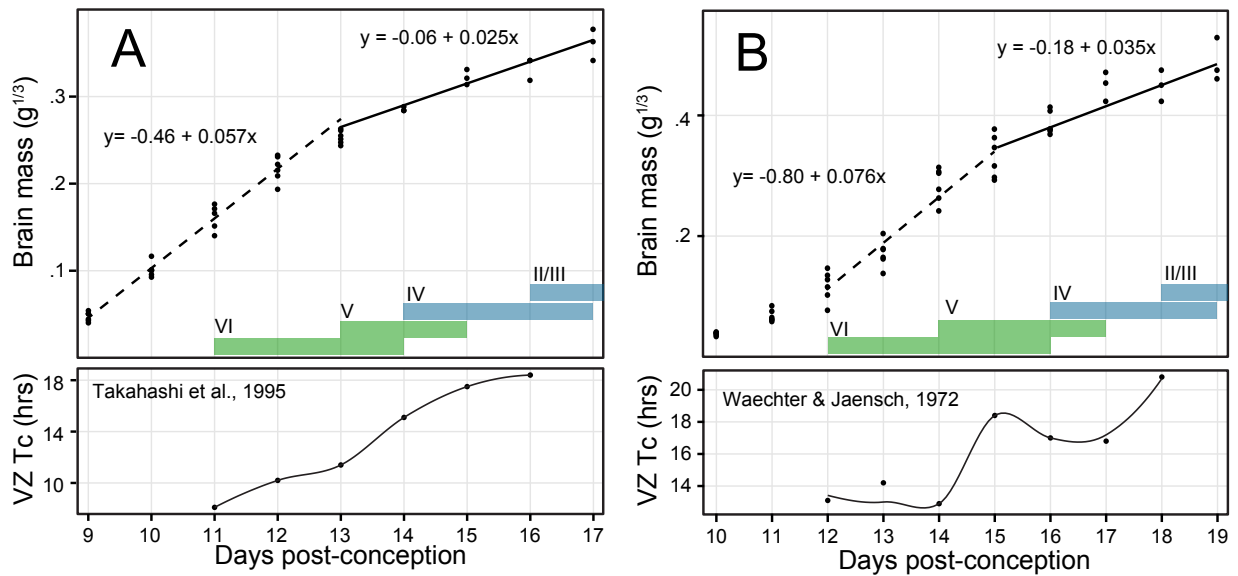 A
y = -0.06 + 0.025x
y= -0.46 + 0.057x
Brain mass (g1/3)
.3
.2
.1
0
VI
V
IV
II/III
Takahashi et al., 1995
VZ Tc (hrs)
18
14
10
9 10 11 12 13 14 15 16 17
Days post-conception
B
y = -0.18 + 0.035x
y= -0.80 + 0.076x
Brain mass (g1/3)
.4
.2
0
VI
V
IV
II/III
Waechter & Jaensch, 1972
VZ Tc (hrs)
20
18
16
14
10 11 12 13 14 15 16 17 18 19
Days post-conception